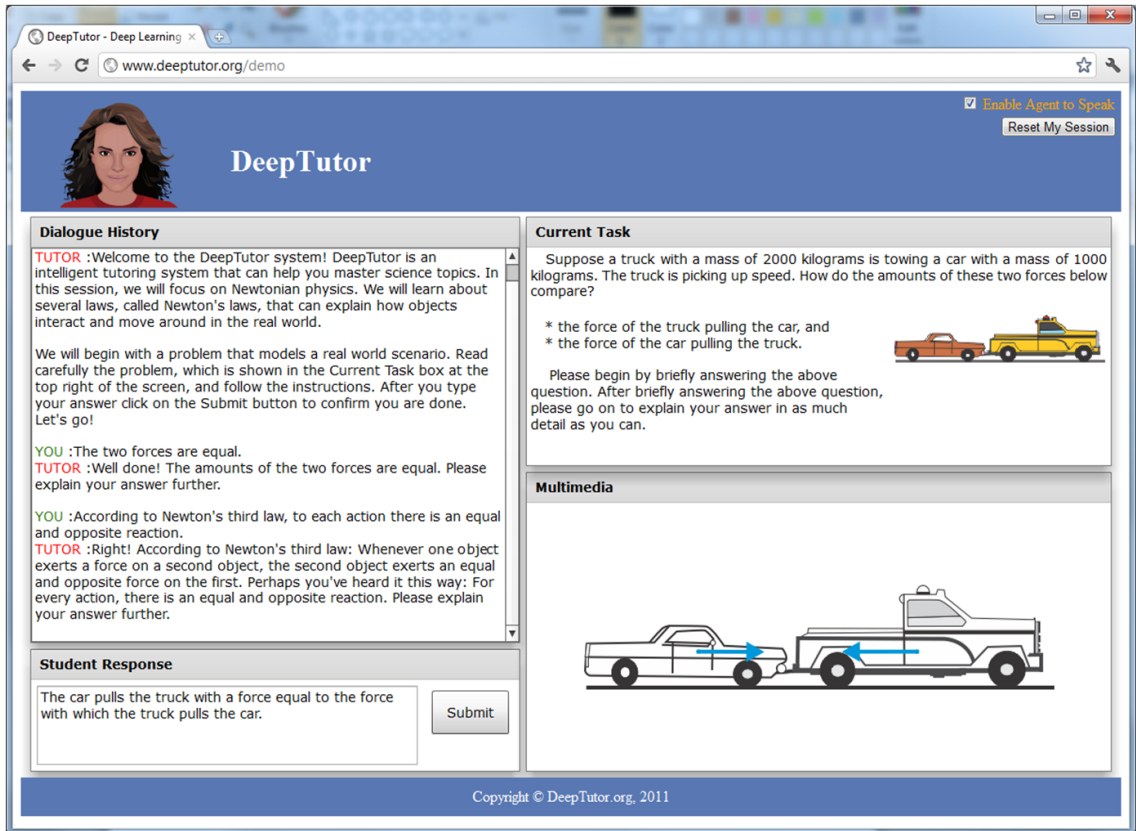 DeepTutor - Deep Learning
www.deeptutor.org/demo
Enable Agent to Speak
Reset My Session
DeepTutor
Dialogue History
TUTOR :Welcome to the DeepTutor system! DeepTutor is an
intelligent tutoring system that can help you master science topics. In
this session, we will focus on Newtonian physics. We will learn about
several laws, called Newton's laws, that can explain how objects
interact and move around in the real world.
We will begin with a problem that models a real world scenario. Read
carefully the problem, which is shown in the Current Task box at the
top right of the screen, and follow the instructions. After you type
your answer click on the Submit button to confirm you are done.
Let's go!
YOU :The two forces are equal.
TUTOR :Well done! The amounts of the two forces are equal. Please
explain your answer further.
YOU :According to Newton's third law, to each action there is an equal
and opposite reaction.
TUTOR :Right! According to Newton's third law: Whenever one object
exerts a force on a second object, the second object exerts an equal
and opposite force on the first. Perhaps you've heard it this way: For
every action, there is an equal and opposite reaction. Please explain
your answer further.
Student Response
The car pulls the truck with a force equal to the force
with which the truck pulls the car.
Submit
Current Task
Suppose a truck with a mass of 2000 kilograms is towing a car with a mass of 1000
kilograms. The truck is picking up speed. How do the amounts of these two forces below
compare?
* the force of the truck pulling the car, and
* the force of the car pulling the truck.
Please begin by briefly answering the above
question. After briefly answering the above question,
please go on to explain your answer in as much
detail as you can.
Multimedia
Copyright © DeepTutor.org, 2011